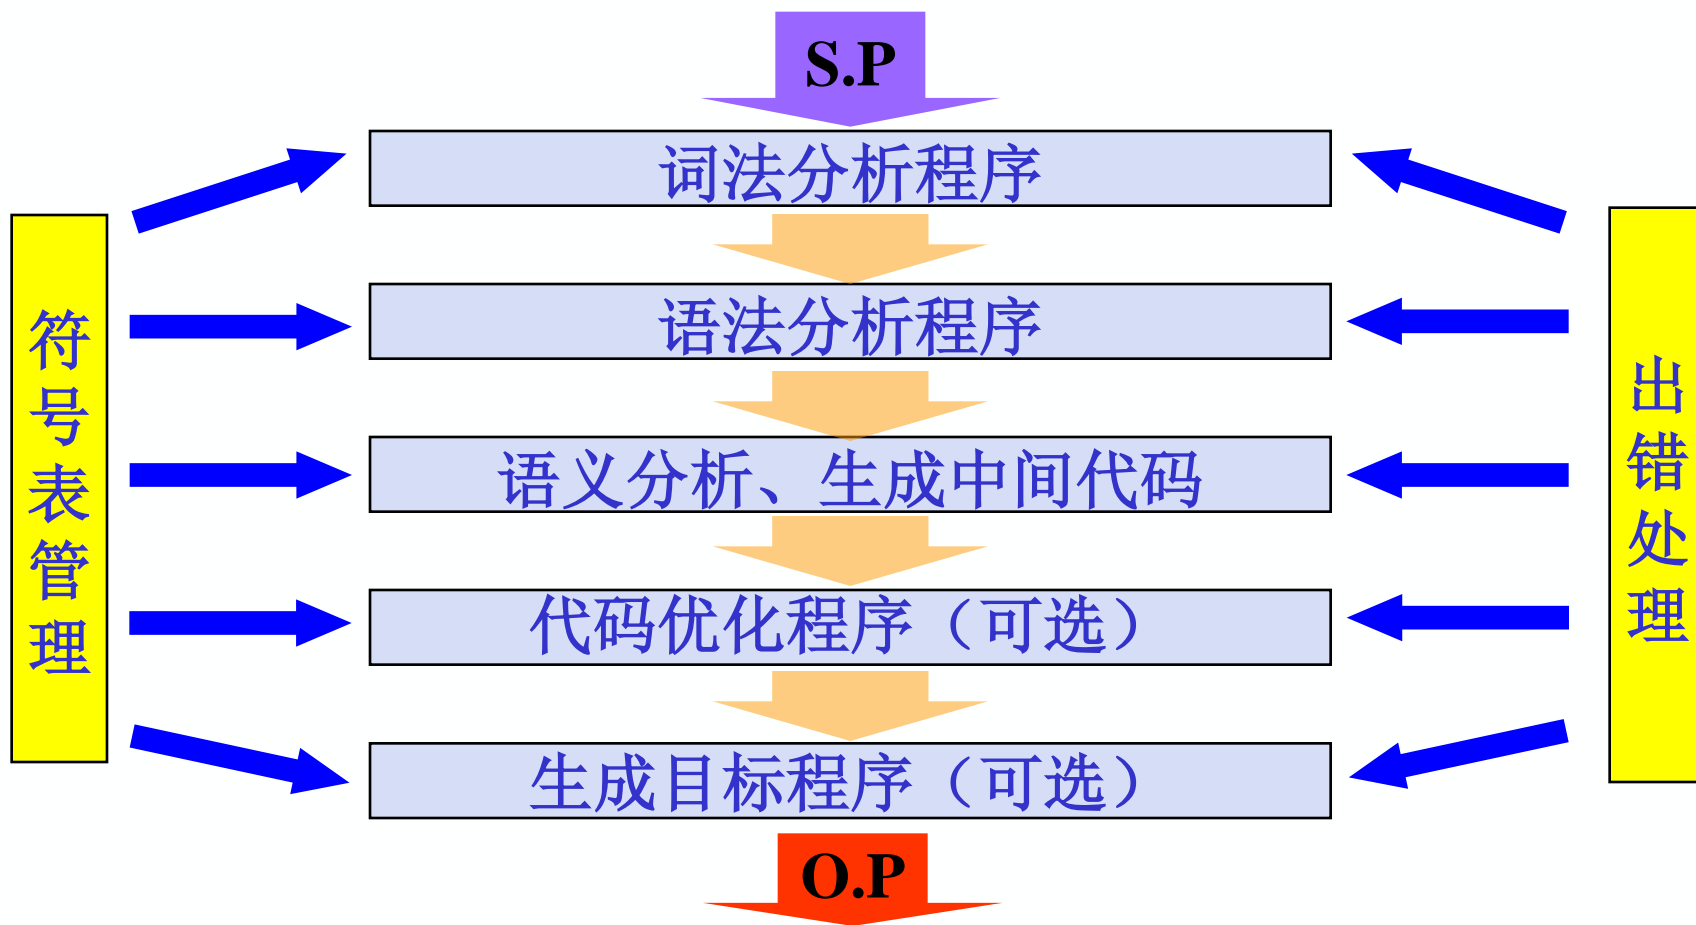 S.P
词法分析程序
语法分析程序
语义分析、生成中间代码
代码优化程序（可选）
生成目标程序（可选）
O.P
符号表管理
出错处理